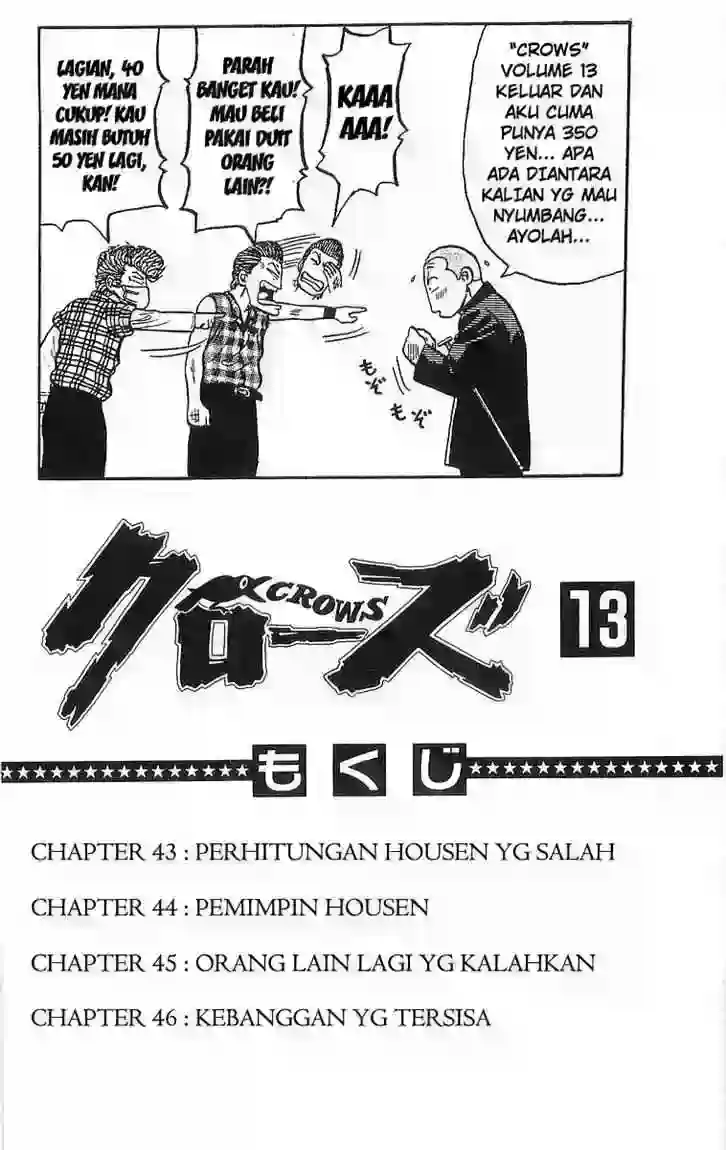 "CROWS"
VOLUME 13
KELUAR DAN
AKU CUMA
PUNYA 350
YEN... APA
ADA DIANTARA
KALIAN YG MAU
NYUMBANG...
AYOLAH...
KAAA
AAA!
PARAH
BANGET KAU!
MAU BELI
PAKAI DUIT
ORANG
LAIN?!
LAGIAN, 40
YEN MANA
CUKUP! KAU
MASIH BUTUH
50 YEN LAGI,
KAN!
もぞ
もぞ
クローズ
CROWS
13
もくじ
CHAPTER 43 : PERHITUNGAN HOUSEN YG SALAH
CHAPTER 44 : PEMIMPIN HOUSEN
CHAPTER 45 : ORANG LAIN LAGI YG KALAHKAN
CHAPTER 46 : KEBANGGAN YG TERSISA